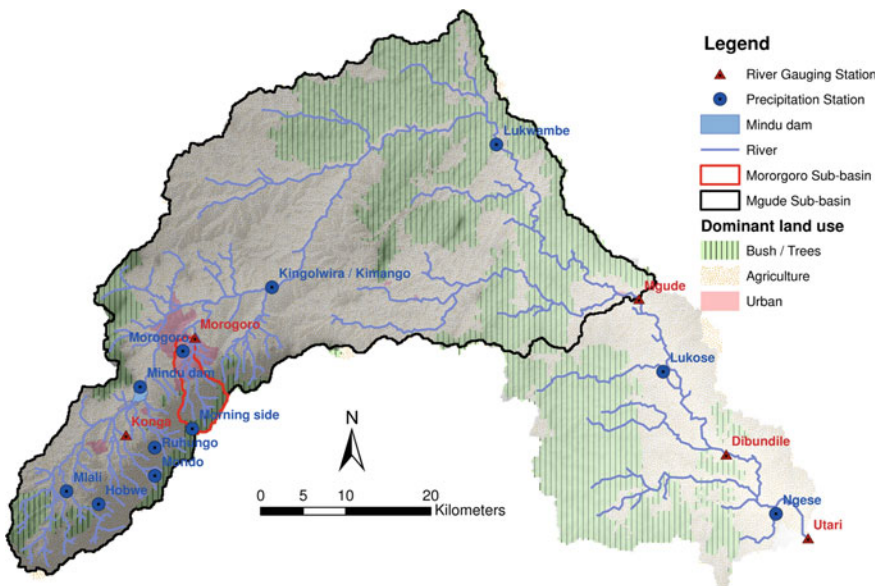 Legend
River Gauging Station
Precipitation Station
Mindu dam
River
Mororgoro Sub-basin
Mgude Sub-basin
Dominant land use
Bush / Trees
Agriculture
Urban
Lukwambe
Kingolwira / Kimango
Mgude
Morogoro
Morogoro
Lukose
Mindu dam
Morning side
Konga
Ruhungo
Mondo
Mlali
Hobwe
Dibundile
Ngese
Utari
N
0 5 10 20
Kilometers